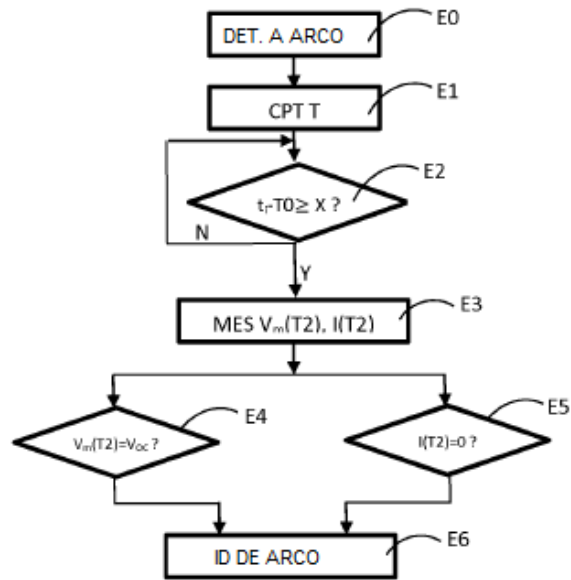 E0
DET. A ARCO
E1
CPT T
E2
tᵣ-T0≥ X ?
N
Y
E3
MES Vₘ(T2), I(T2)
E4
Vₘ(T2)=V_OC ?
E5
I(T2)=0 ?
E6
ID DE ARCO